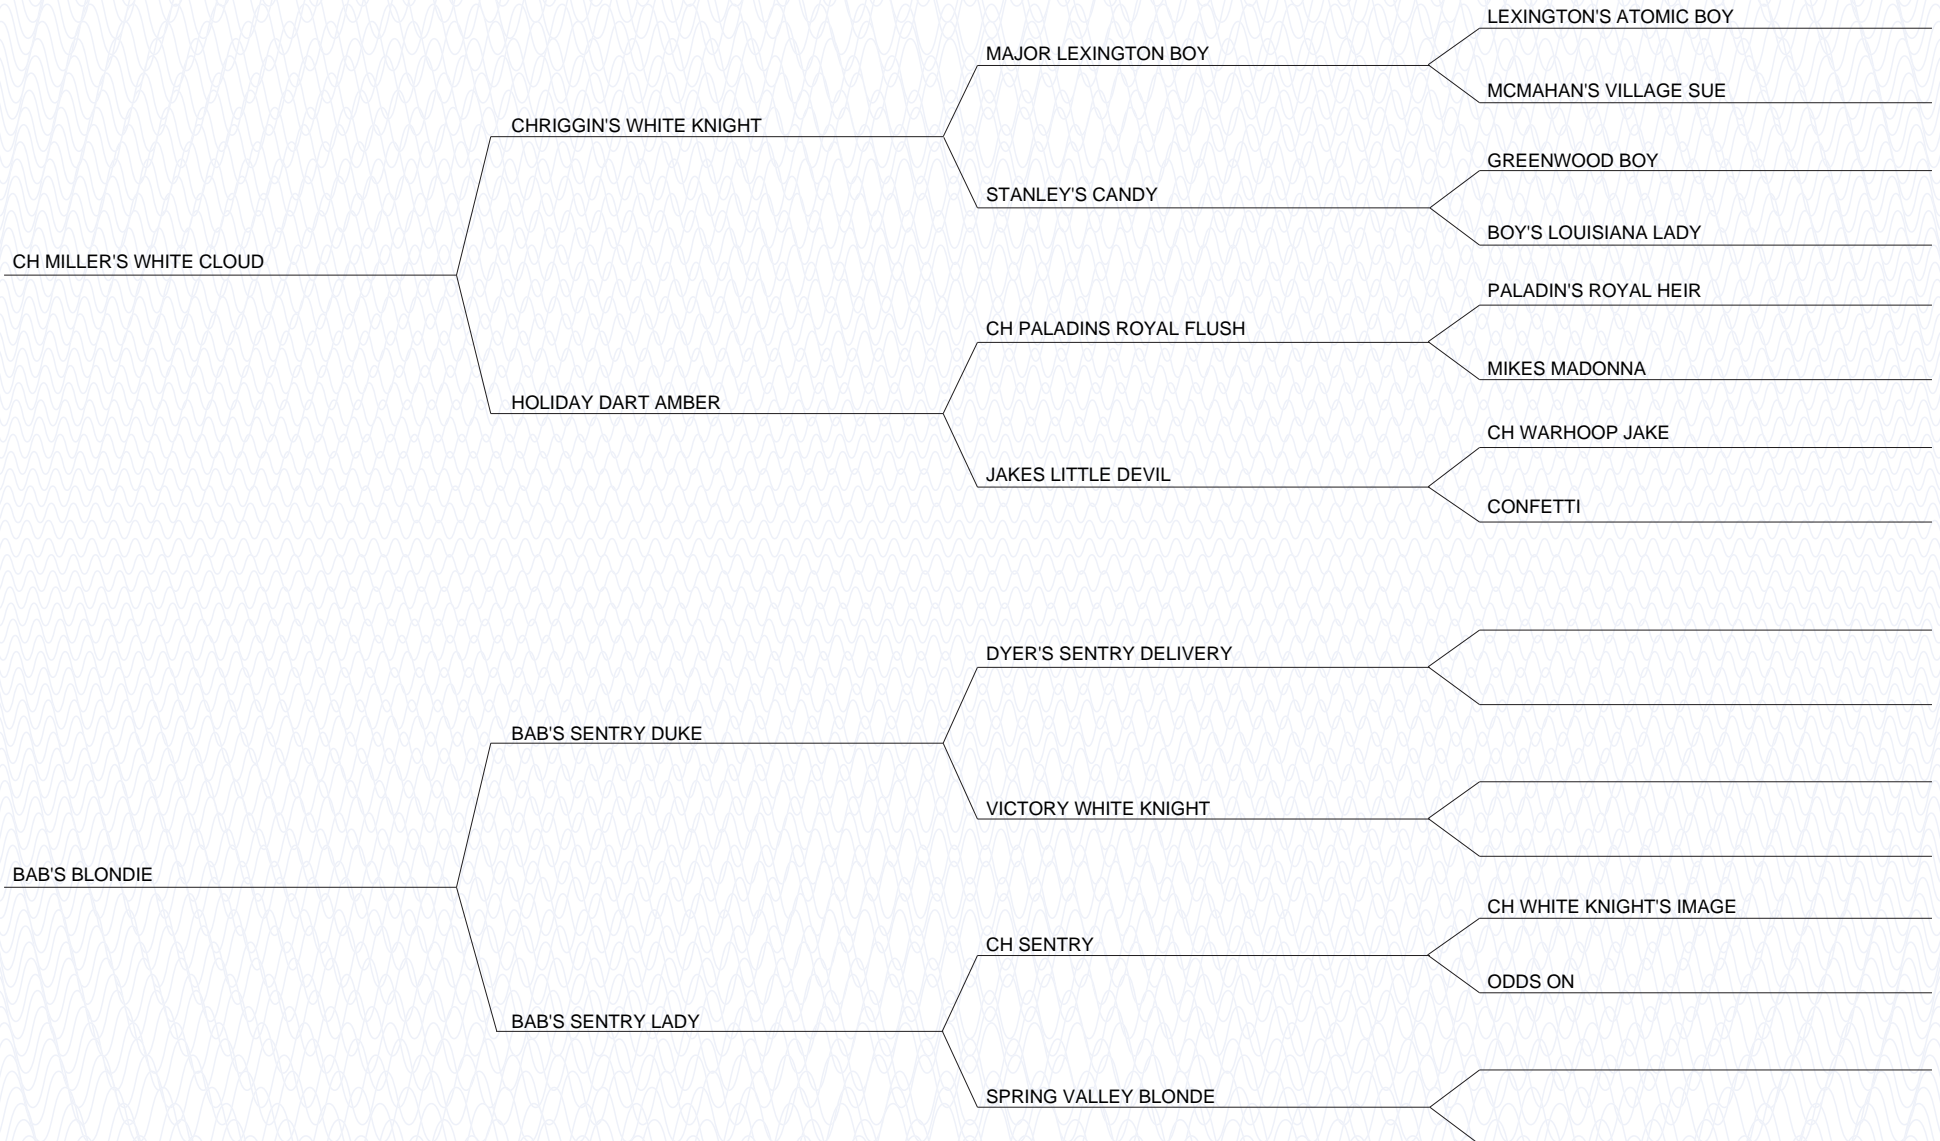 LEXINGTON'S ATOMIC BOY
MAJOR LEXINGTON BOY
MCMAHAN'S VILLAGE SUE
CHRIGGIN'S WHITE KNIGHT
GREENWOOD BOY
STANLEY'S CANDY
BOY'S LOUISIANA LADY
CH MILLER'S WHITE CLOUD
PALADIN'S ROYAL HEIR
CH PALADINS ROYAL FLUSH
MIKES MADONNA
HOLIDAY DART AMBER
CH WARHOOP JAKE
JAKES LITTLE DEVIL
CONFETTI
DYER'S SENTRY DELIVERY
BAB'S SENTRY DUKE
VICTORY WHITE KNIGHT
BAB'S BLONDIE
CH WHITE KNIGHT'S IMAGE
CH SENTRY
ODDS ON
BAB'S SENTRY LADY
SPRING VALLEY BLONDE